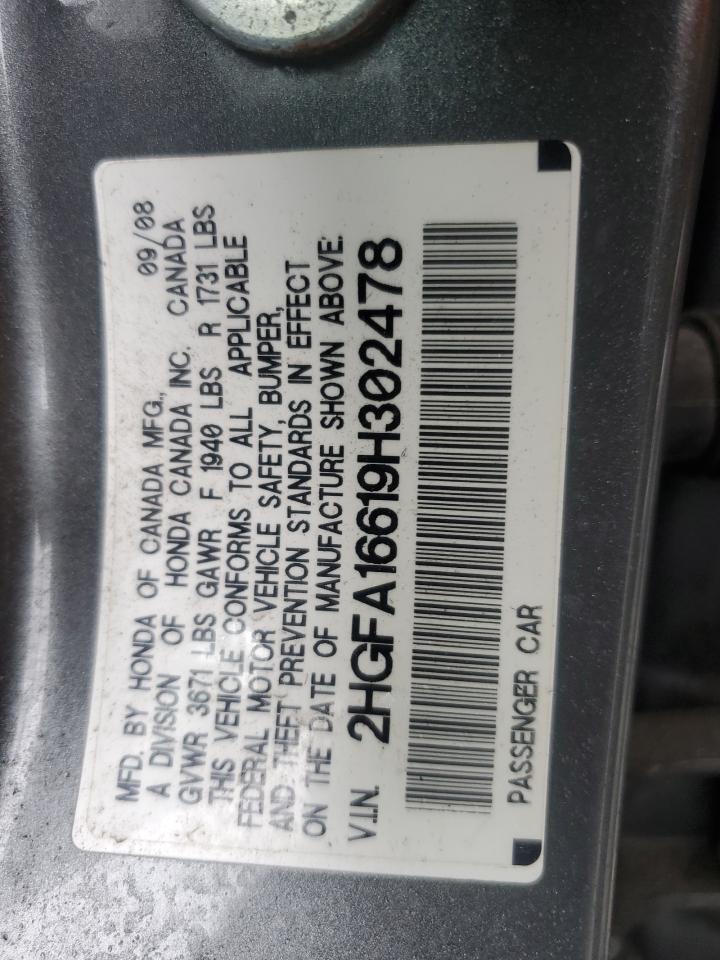 MFD. BY HONDA OF CANADA MFG., 09/08
A DIVISION OF HONDA CANADA INC. CANADA
GVWR 3671 LBS GAWR F 1940 LBS R 1731 LBS
THIS VEHICLE CONFORMS TO ALL APPLICABLE
FEDERAL MOTOR VEHICLE SAFETY, BUMPER,
AND THEFT PREVENTION STANDARDS IN EFFECT
ON THE DATE OF MANUFACTURE SHOWN ABOVE.
V.I.N. 2HGFA16619H302478
PASSENGER CAR